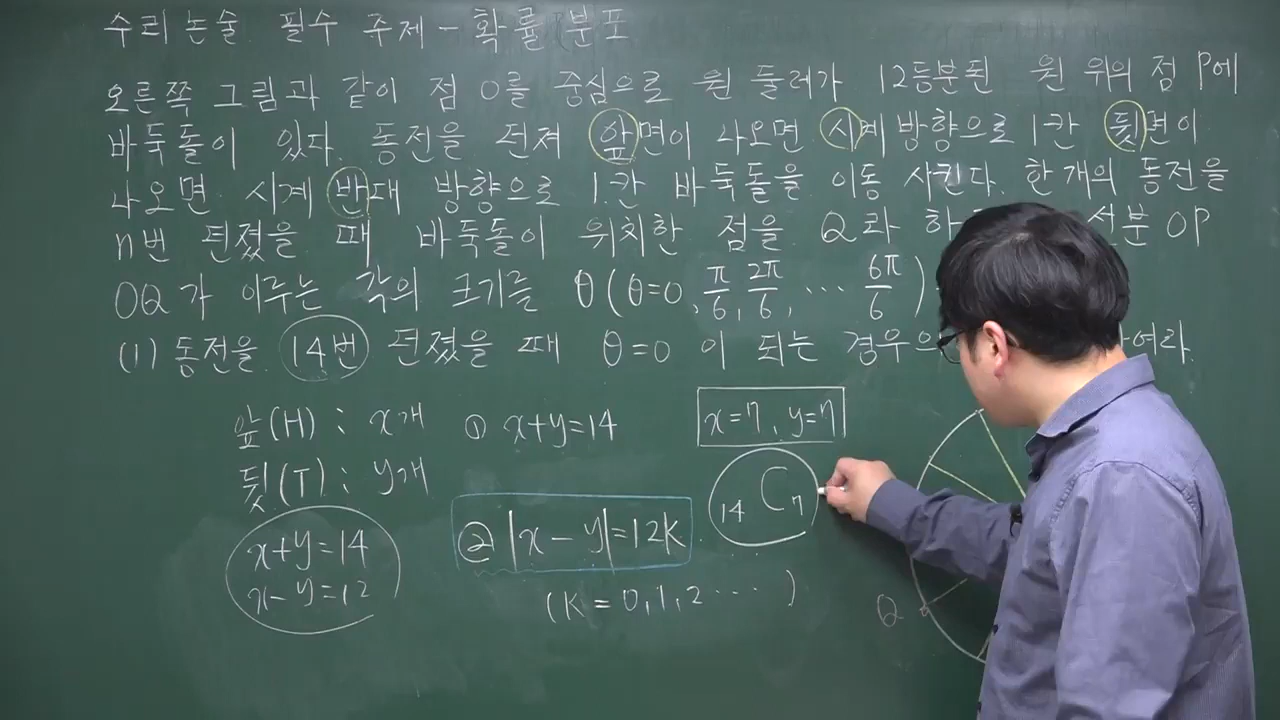 수리논술 필수 주제 - 확률 분포
오른쪽 그림과 같이 점 O를 중심으로 원 둘레가 12등분된 원 위의 점 P에
바둑돌이 있다. 동전을 던져 앞면이 나오면 시계 방향으로 1칸 뒷면이
나오면 시계 반대 방향으로 1칸 바둑돌을 이동 시킨다. 한 개의 동전을
n번 던졌을 때 바둑돌이 위치한 점을 Q라 하 선분 OP
OQ가 이루는 각의 크기를 θ(θ=0, π/6, 2π/6, ··· 6π/6)
(1) 동전을 14번 던졌을 때 θ=0 이 되는 경우 여라.
앞(H) : x개 ① x+y=14 x=7, y=7
뒷(T) : y개
x+y=14 ② |x-y|=12k ₁₄C₇
x-y=12
(k=0,1,2···)
Q